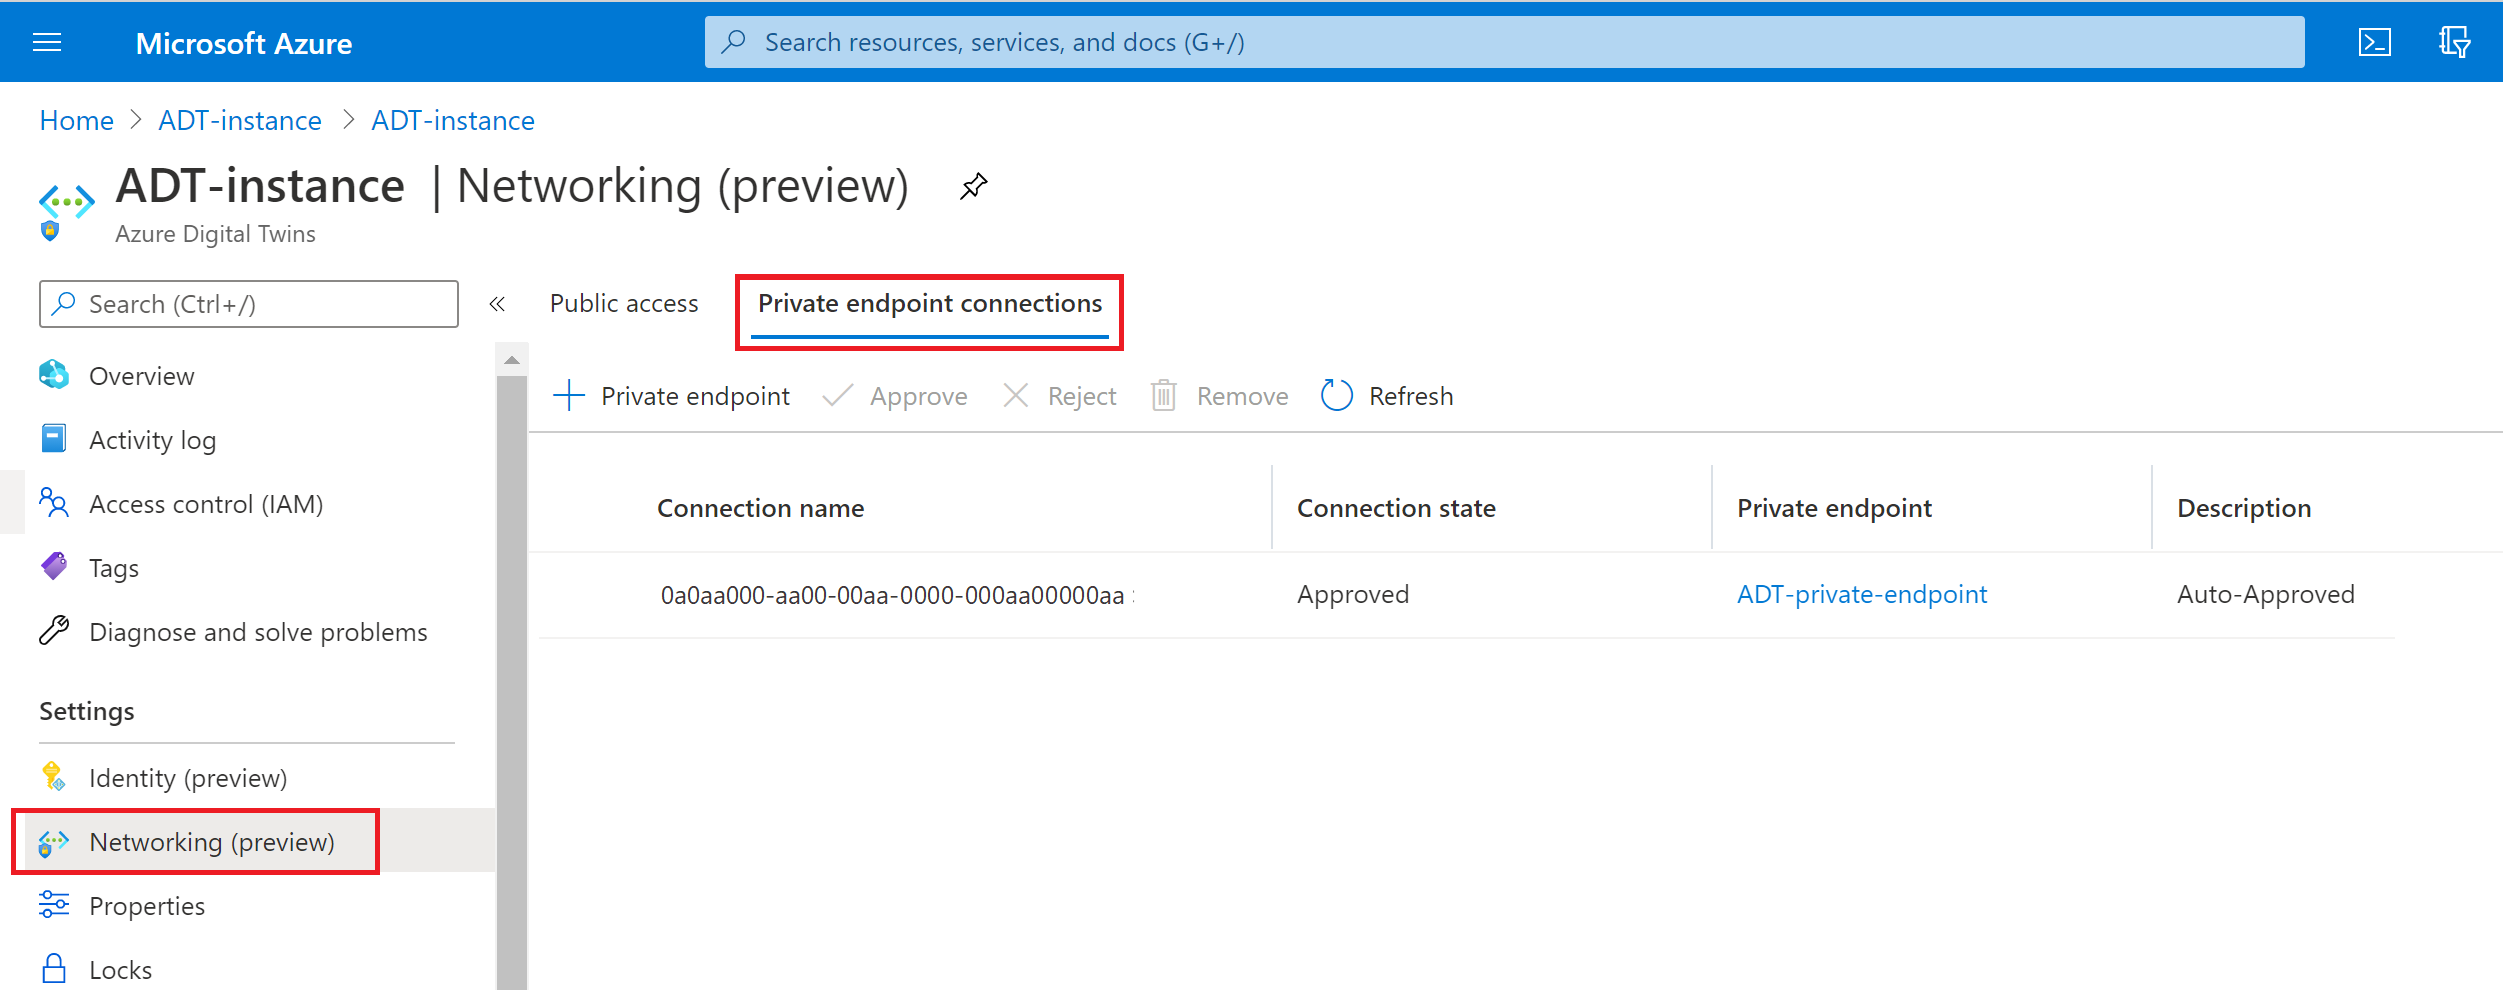 Microsoft Azure
Search resources, services, and docs (G+/)
Home > ADT-instance > ADT-instance
ADT-instance | Networking (preview)
Azure Digital Twins
Search (Ctrl+/)
«
Public access
Private endpoint connections
Overview
Activity log
Access control (IAM)
Tags
Diagnose and solve problems
Settings
Identity (preview)
Networking (preview)
Properties
Locks
Private endpoint
Approve
Reject
Remove
Refresh
Connection name
Connection state
Private endpoint
Description
0a0aa000-aa00-00aa-0000-000aa00000aa
Approved
ADT-private-endpoint
Auto-Approved